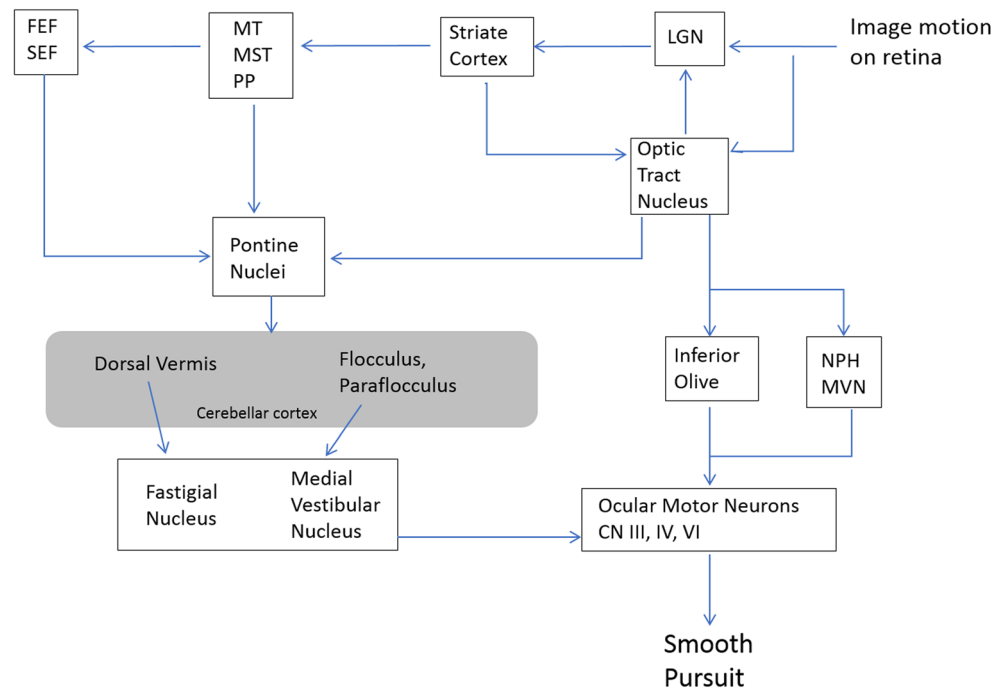 FEF
SEF
MT
MST
PP
Striate
Cortex
LGN
Image motion
on retina
Optic
Tract
Nucleus
Pontine
Nuclei
Dorsal Vermis
Flocculus,
Paraflocculus
Cerebellar cortex
Inferior
Olive
NPH
MVN
Fastigial
Nucleus
Medial
Vestibular
Nucleus
Ocular Motor Neurons
CN III, IV, VI
Smooth
Pursuit